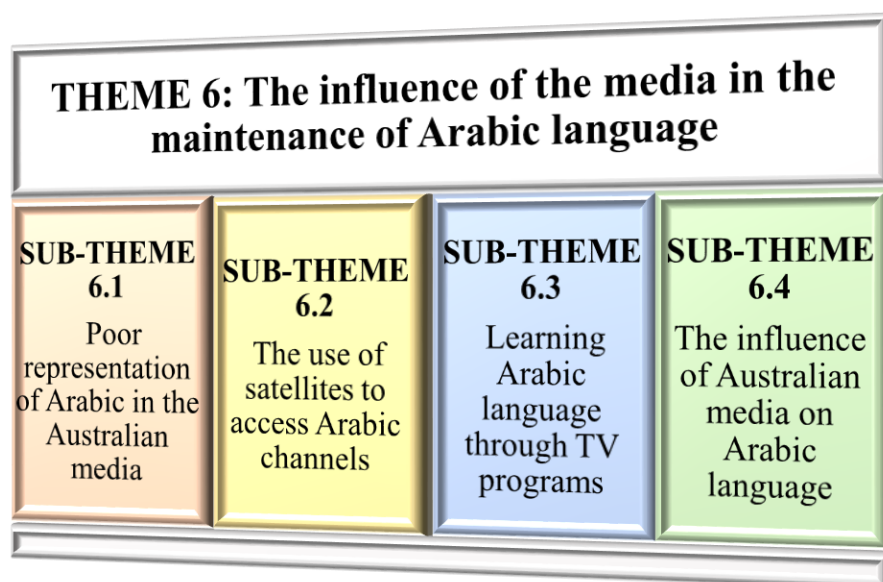 THEME 6: The influence of the media in the
maintenance of Arabic language
SUB-THEME
6.1
Poor
representation
of Arabic in the
Australian
media
SUB-THEME
6.2
The use of
satellites to
access Arabic
channels
SUB-THEME
6.3
Learning
Arabic
language
through TV
programs
SUB-THEME
6.4
The influence
of Australian
media on
Arabic
language